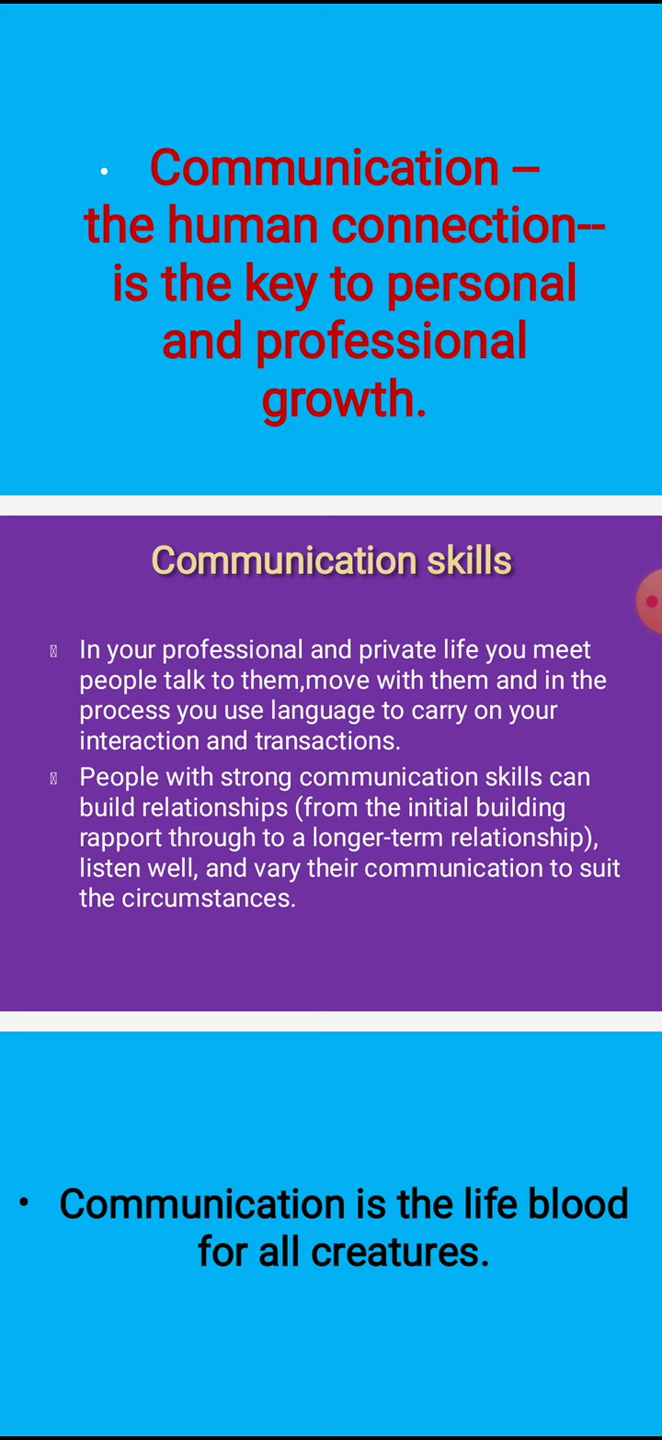 • Communication --
the human connection--
is the key to personal
and professional
growth.
Communication skills
In your professional and private life you meet
people talk to them,move with them and in the
process you use language to carry on your
interaction and transactions.
People with strong communication skills can
build relationships (from the initial building
rapport through to a longer-term relationship),
listen well, and vary their communication to suit
the circumstances.
• Communication is the life blood
for all creatures.